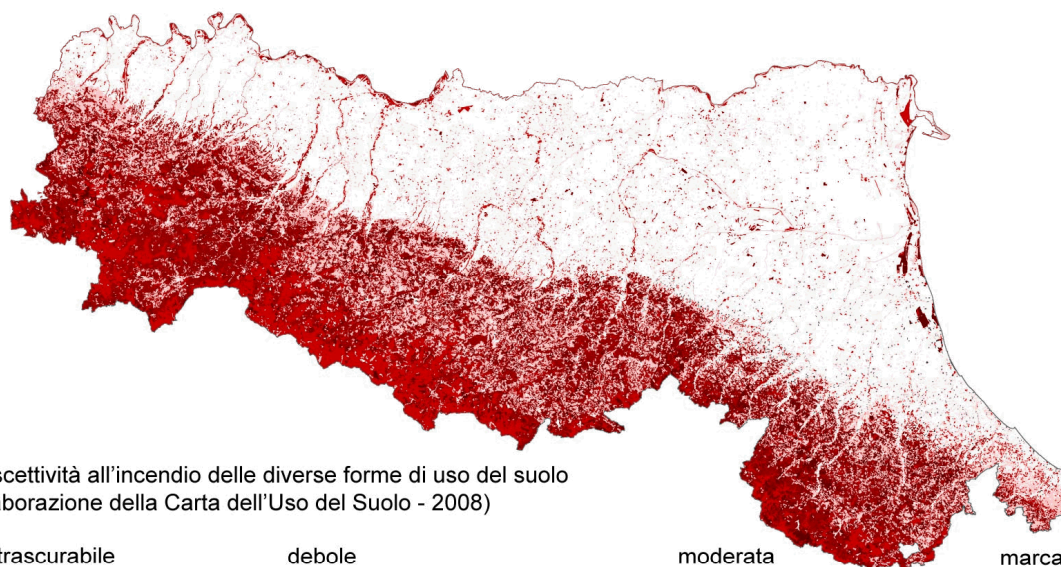 scettività all'incendio delle diverse forme di uso del suolo
aborazione della Carta dell'Uso del Suolo - 2008)
trascurabile debole moderata marca